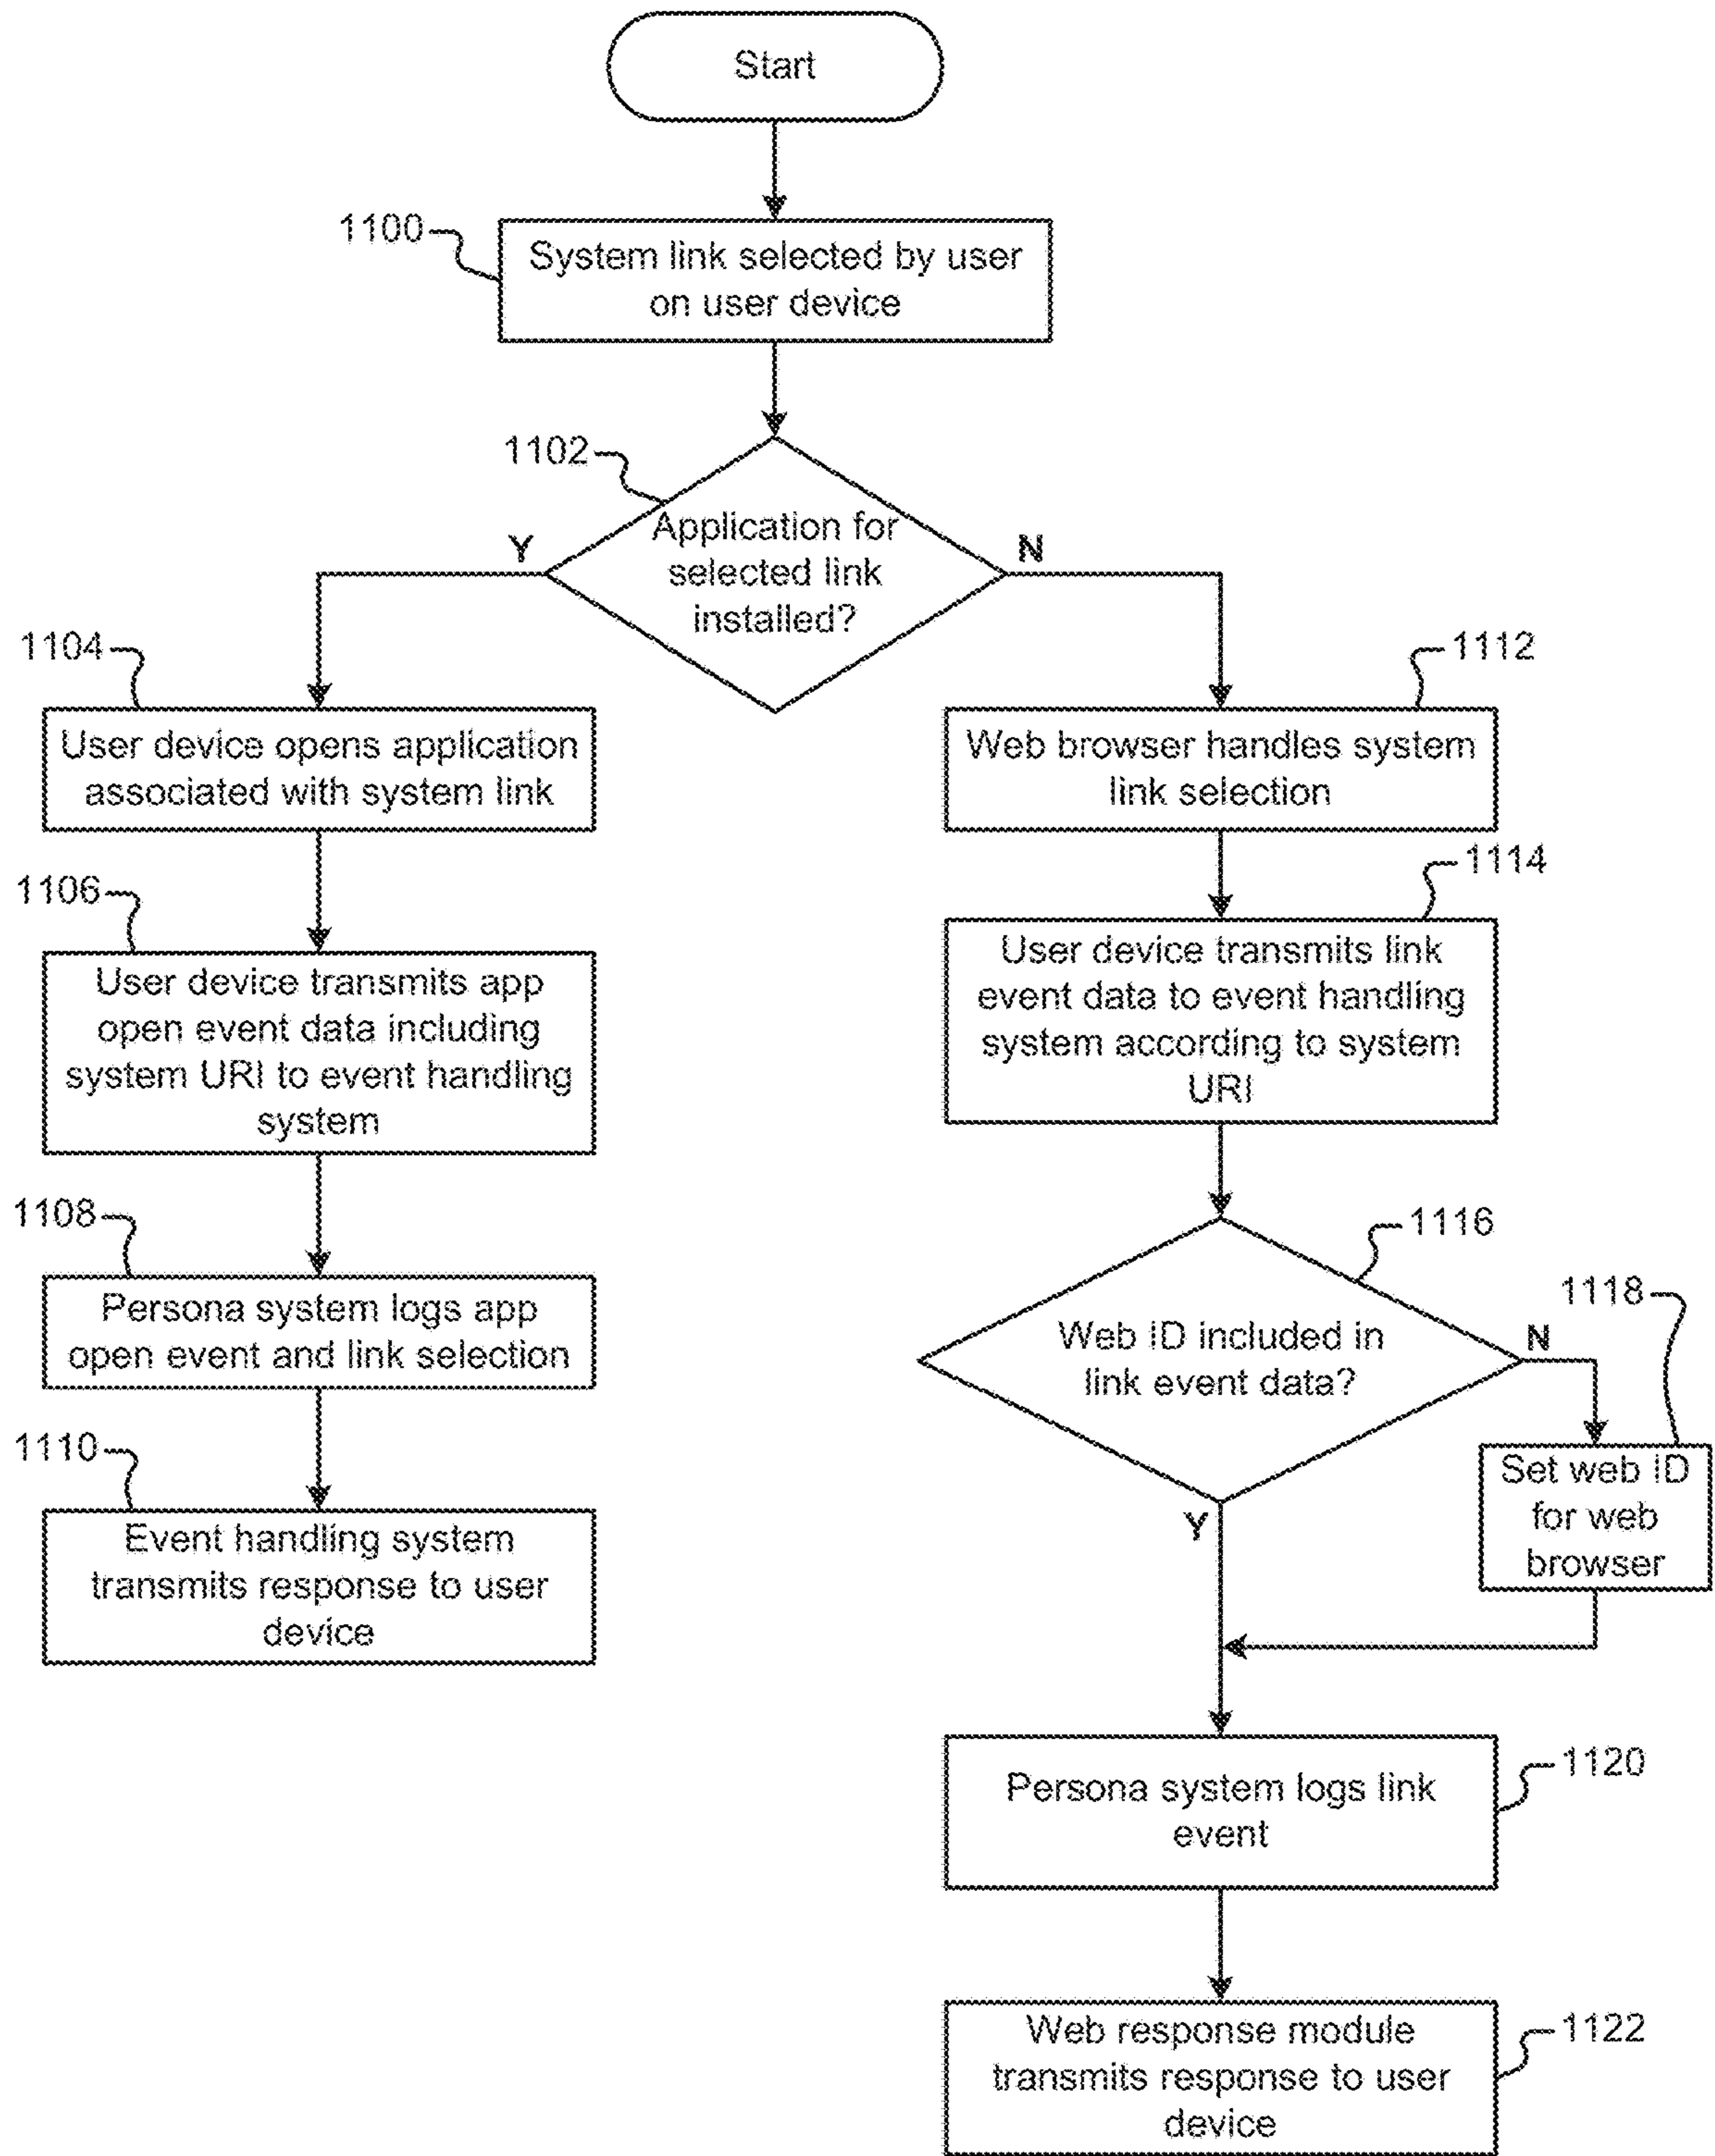 Start
1100
System link selected by user
on user device
1102
Application for
selected link
installed?
Y
N
1104
User device opens application
associated with system link
1106
User device transmits app
open event data including
system URI to event handling
system
1108
Persona system logs app
open event and link selection
1110
Event handling system
transmits response to user
device
1112
Web browser handles system
link selection
1114
User device transmits link
event data to event handling
system according to system
URI
1116
Web ID included in
link event data?
N
Y
1118
Set web ID
for web
browser
1120
Persona system logs link
event
1122
Web response module
transmits response to user
device